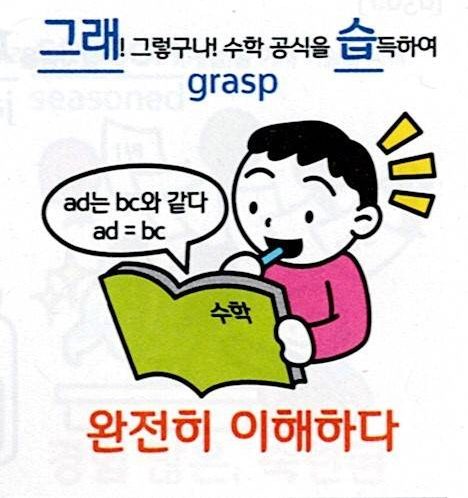 그래! 그렇구나! 수학 공식을 습득하여
grasp
ad는 bc와 같다
ad = bc
수학
완전히 이해하다